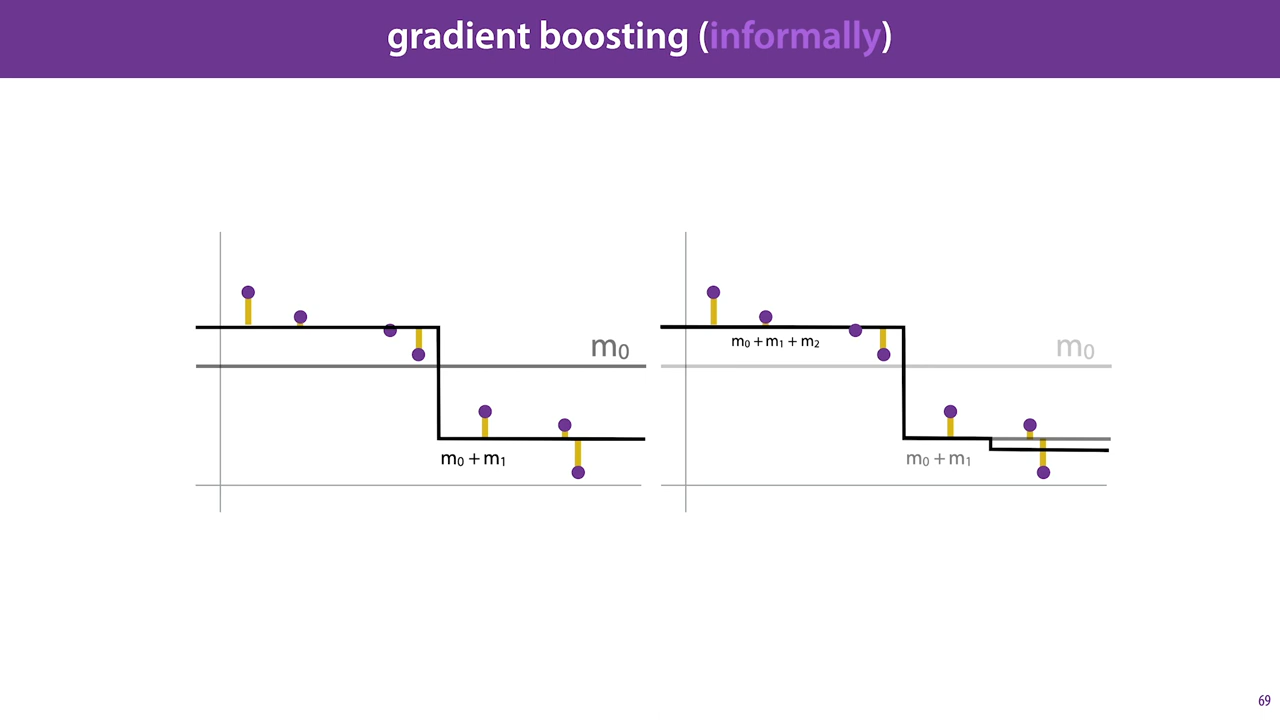 gradient boosting (informally)
m₀
m₀ + m₁
m₀
m₀ + m₁ + m₂
m₀ + m₁
69